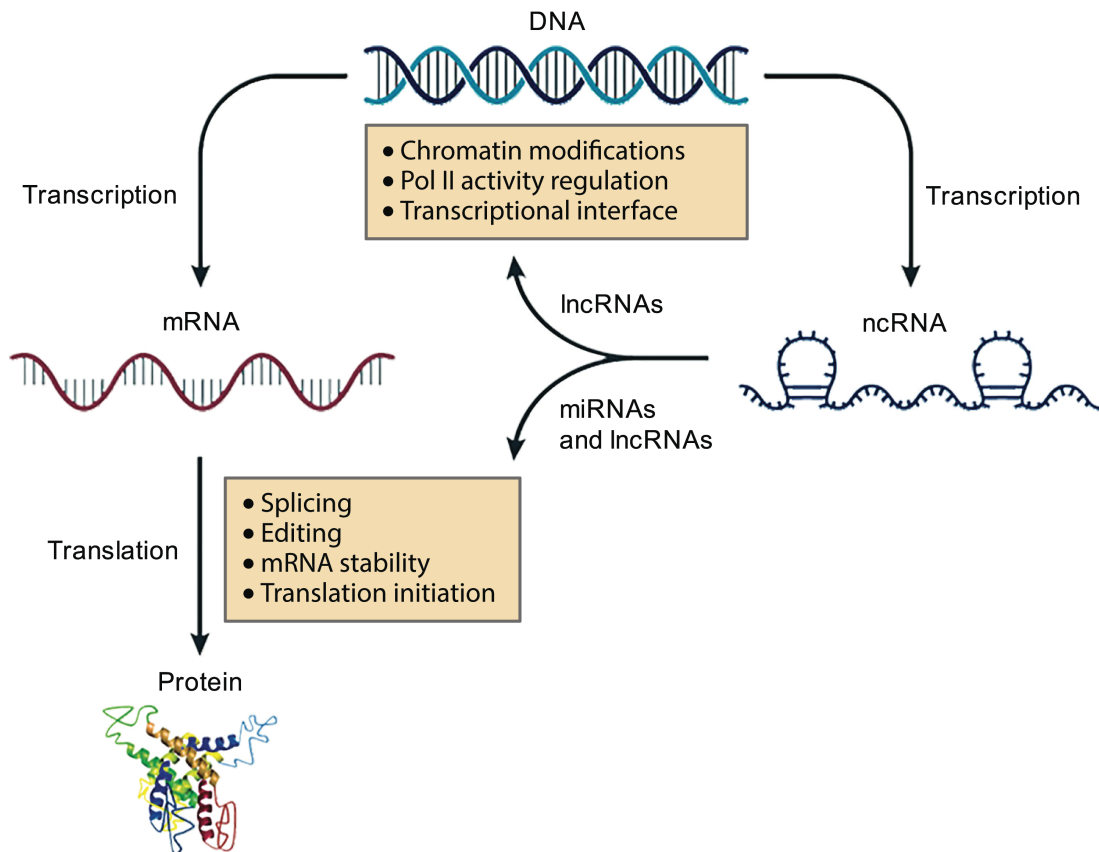 DNA
• Chromatin modifications
• Pol II activity regulation
• Transcriptional interface
Transcription
Transcription
mRNA
lncRNAs
ncRNA
miRNAs
and lncRNAs
• Splicing
• Editing
• mRNA stability
• Translation initiation
Translation
Protein